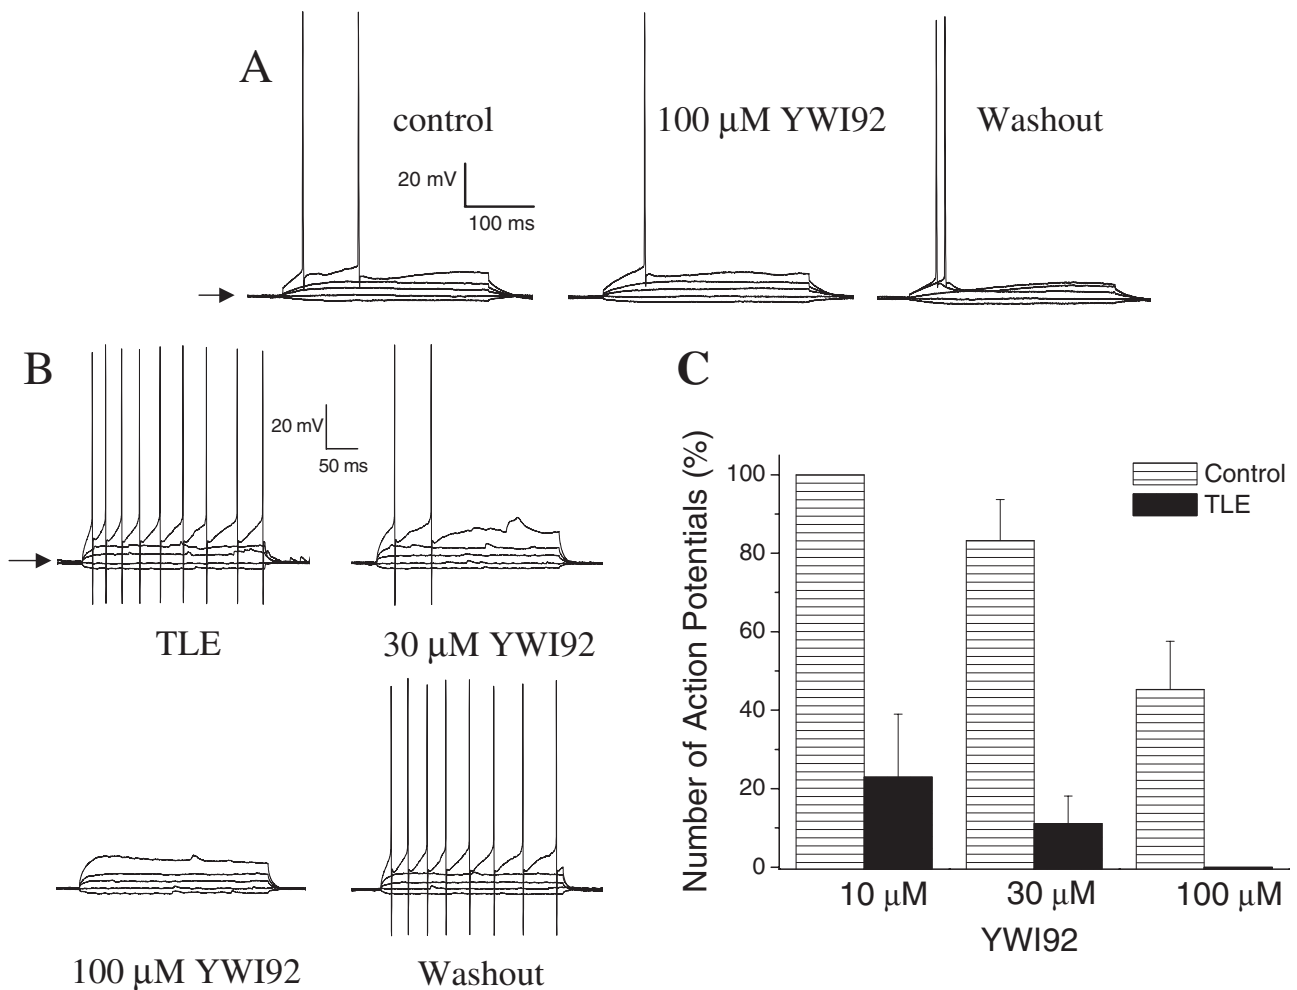 A
control
100 μM YWI92
Washout
20 mV
100 ms
B
20 mV
50 ms
TLE
30 μM YWI92
100 μM YWI92
Washout
C
Number of Action Potentials (%)
100
80
60
40
20
0
Control
TLE
10 μM
30 μM
100 μM
YWI92